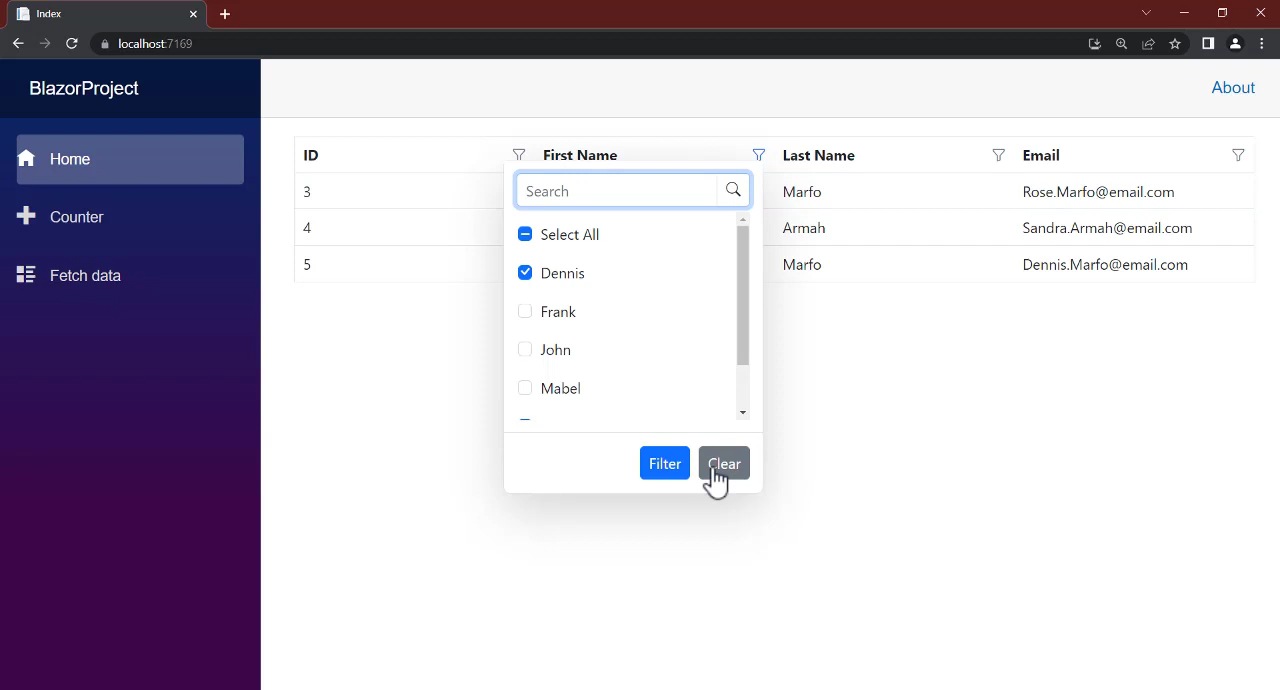 Index
localhost:7169
BlazorProject
About
Home
Counter
Fetch data
ID First Name Last Name Email
3 Marfo Rose.Marfo@email.com
4 Armah Sandra.Armah@email.com
5 Marfo Dennis.Marfo@email.com
Search
Select All
Dennis
Frank
John
Mabel
Filter Clear